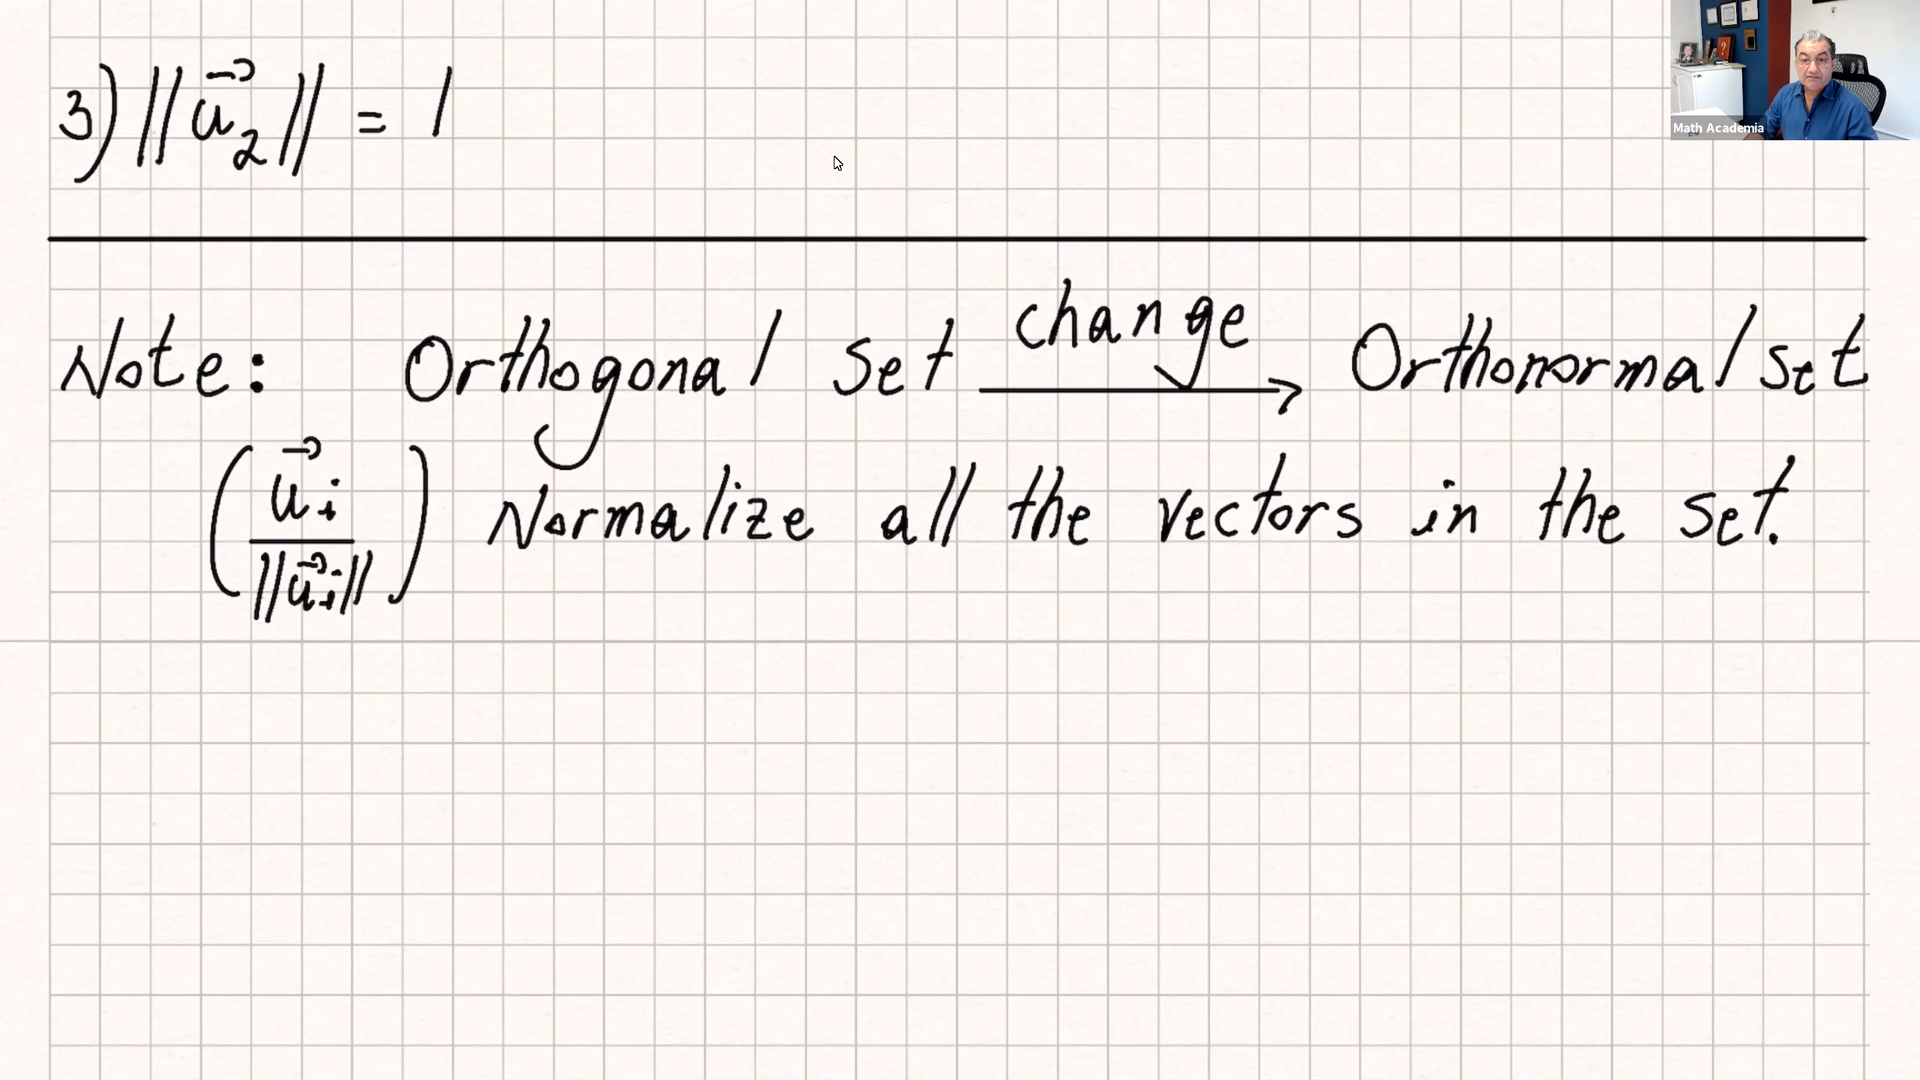 3) ||u⃗₂|| = 1
Math Academia
Note: Orthogonal set change → Orthonormal set
(u⃗ᵢ / ||u⃗ᵢ||) Normalize all the vectors in the set.